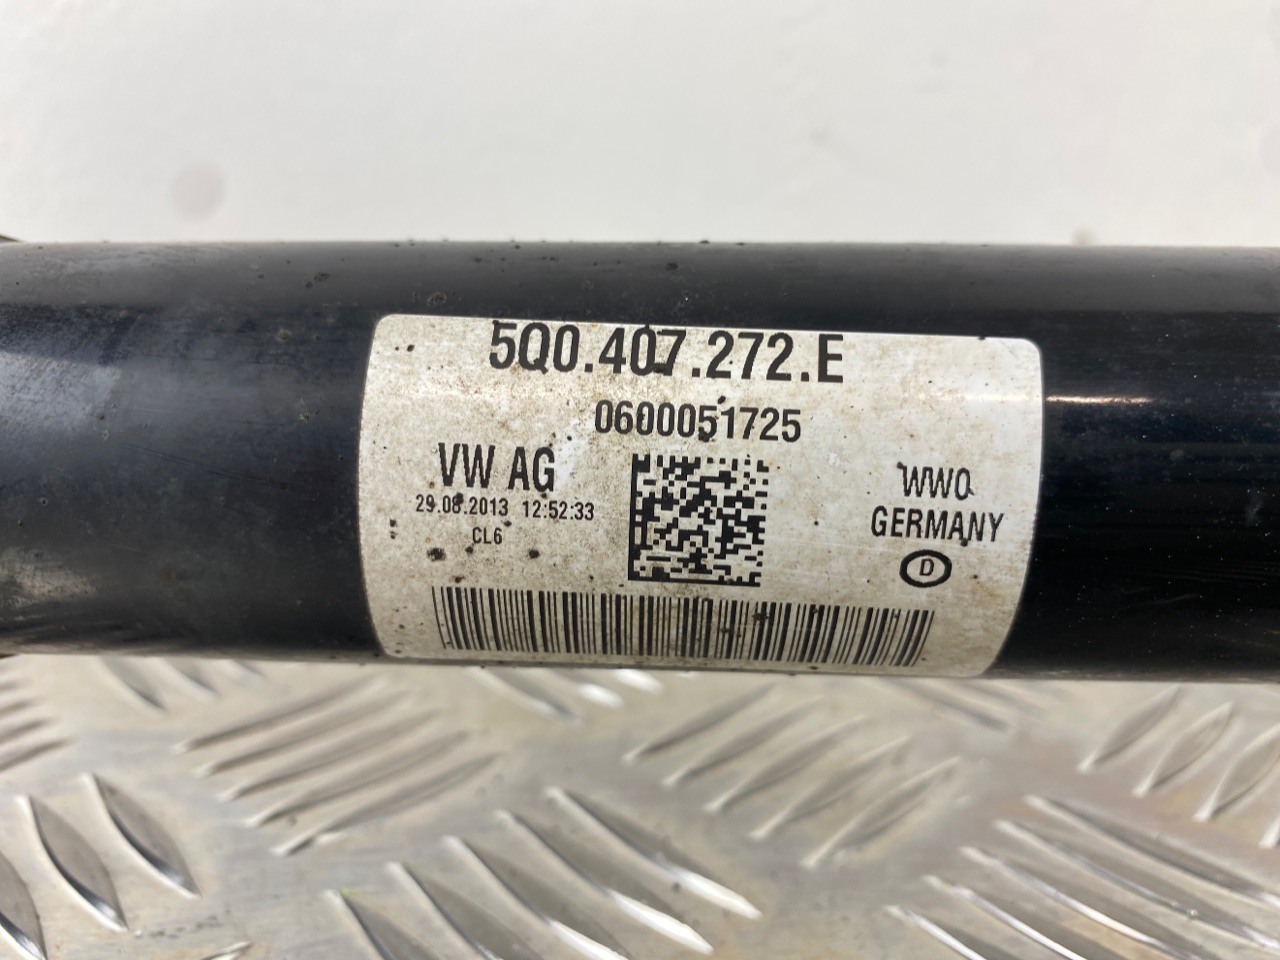 5Q0.407.272.E
0600051725
VW AG
29.08.2013 12:52:33
CL6
WWO
GERMANY
D